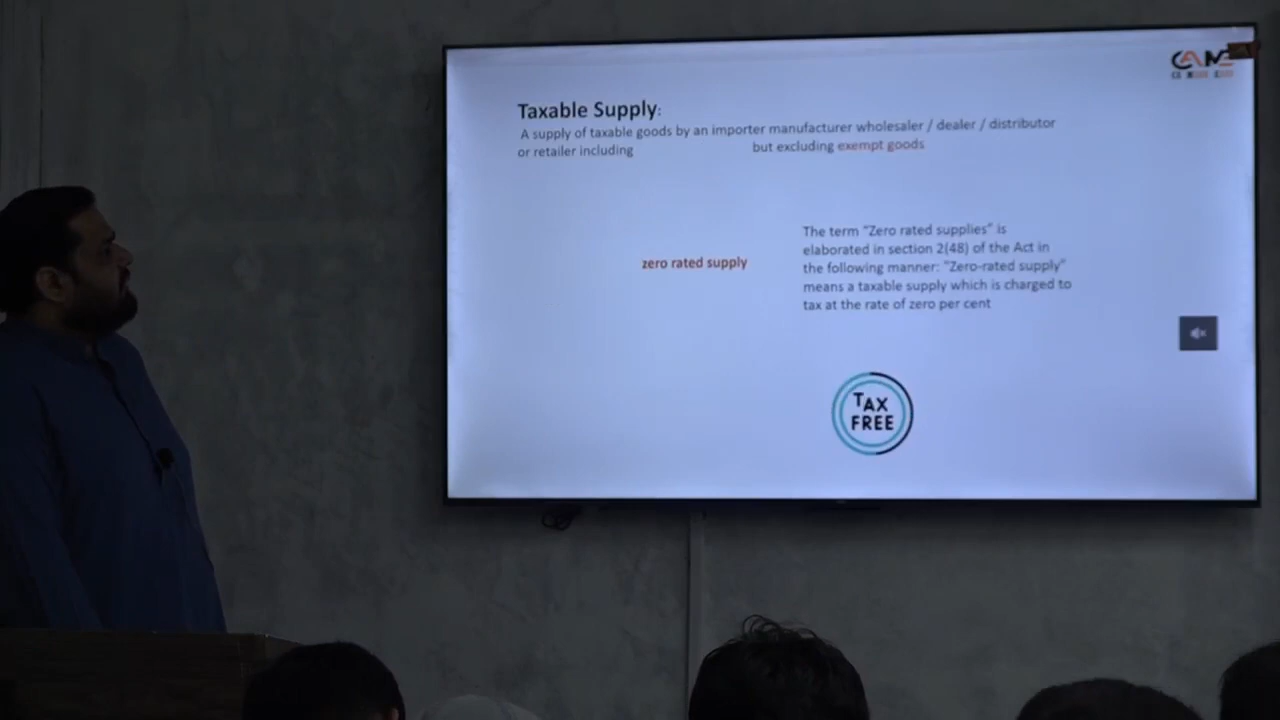 Taxable Supply:
A supply of taxable goods by an importer manufacturer wholesaler / dealer / distributor
or retailer including but excluding exempt goods
zero rated supply
The term “Zero rated supplies” is
elaborated in section 2(48) of the Act in
the following manner: “Zero-rated supply”
means a taxable supply which is charged to
tax at the rate of zero per cent
TAX
FREE